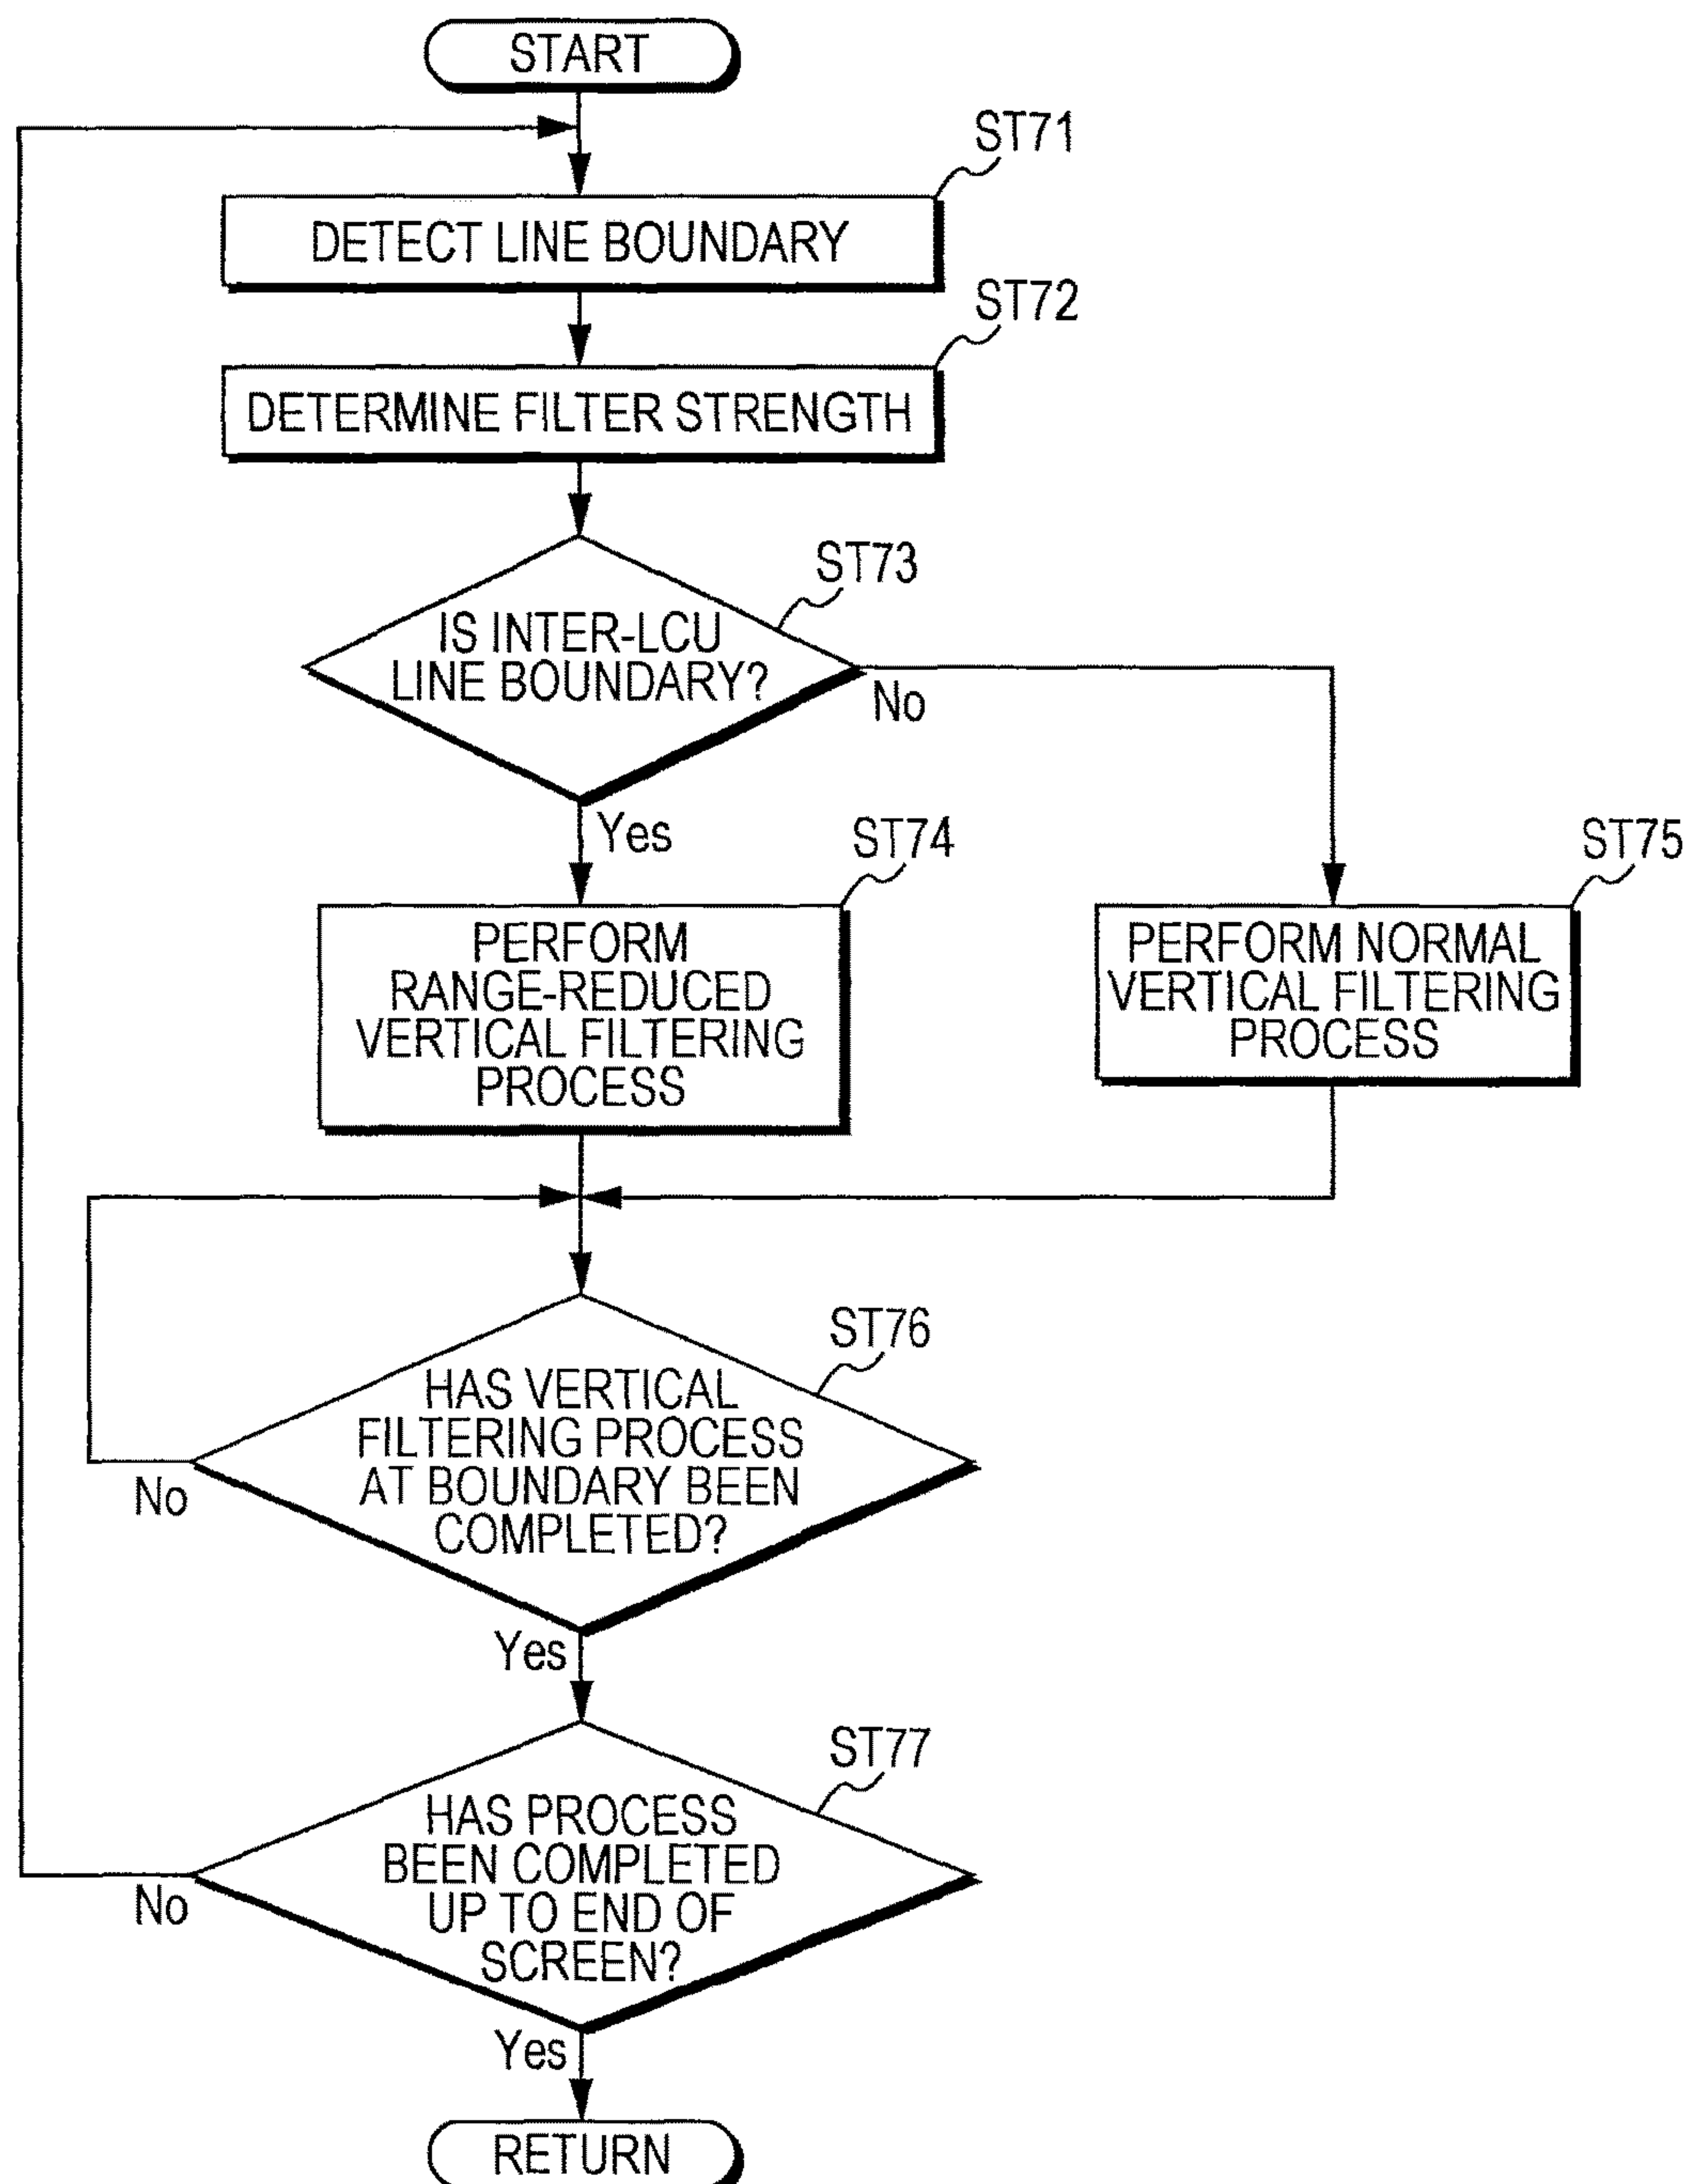 START
ST71
DETECT LINE BOUNDARY
ST72
DETERMINE FILTER STRENGTH
ST73
IS INTER-LCU
LINE BOUNDARY?
No
Yes
ST74
PERFORM
RANGE-REDUCED
VERTICAL FILTERING
PROCESS
ST75
PERFORM NORMAL
VERTICAL FILTERING
PROCESS
ST76
HAS VERTICAL
FILTERING PROCESS
AT BOUNDARY BEEN
COMPLETED?
No
Yes
ST77
HAS PROCESS
BEEN COMPLETED
UP TO END OF
SCREEN?
No
Yes
RETURN